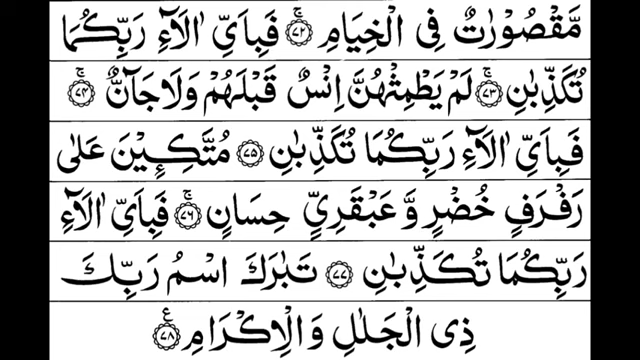 مَّقْصُوْرٰتٌ فِى الْخِيَامِ ۚ‏﴿۷۲﴾ فَبِاَىِّ اٰلَآءِ رَبِّكُمَا
تُكَذِّبٰنِ ۚ‏﴿۷۳﴾ لَمْ يَطْمِثْهُنَّ اِنْسٌ قَبْلَهُمْ وَلَا جَآنٌّ ۚ‏﴿۷۴﴾
فَبِاَىِّ اٰلَآءِ رَبِّكُمَا تُكَذِّبٰنِ ‏﴿۷۵﴾ مُتَّكِـِٕيْنَ عَلٰى
رَفْرَفٍ خُضْرٍ وَّعَبْقَرِىٍّ حِسَانٍ ۚ‏﴿۷۶﴾ فَبِاَىِّ اٰلَآءِ
رَبِّكُمَا تُكَذِّبٰنِ ‏﴿۷۷﴾ تَبٰرَكَ اسْمُ رَبِّكَ
ذِى الْجَلٰلِ وَالْاِكْرَامِ ‏﴿۷۸﴾ ع